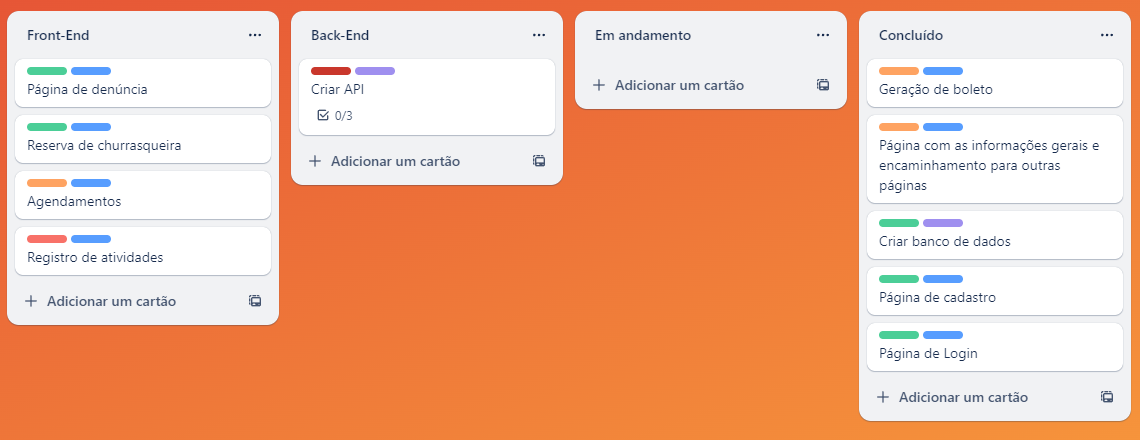 Front-End
Página de denúncia
Reserva de churrasqueira
Agendamentos
Registro de atividades
Adicionar um cartão
Back-End
Criar API
0/3
Adicionar um cartão
Em andamento
Adicionar um cartão
Concluído
Geração de boleto
Página com as informações gerais e
encaminhamento para outras
páginas
Criar banco de dados
Página de cadastro
Página de Login
Adicionar um cartão